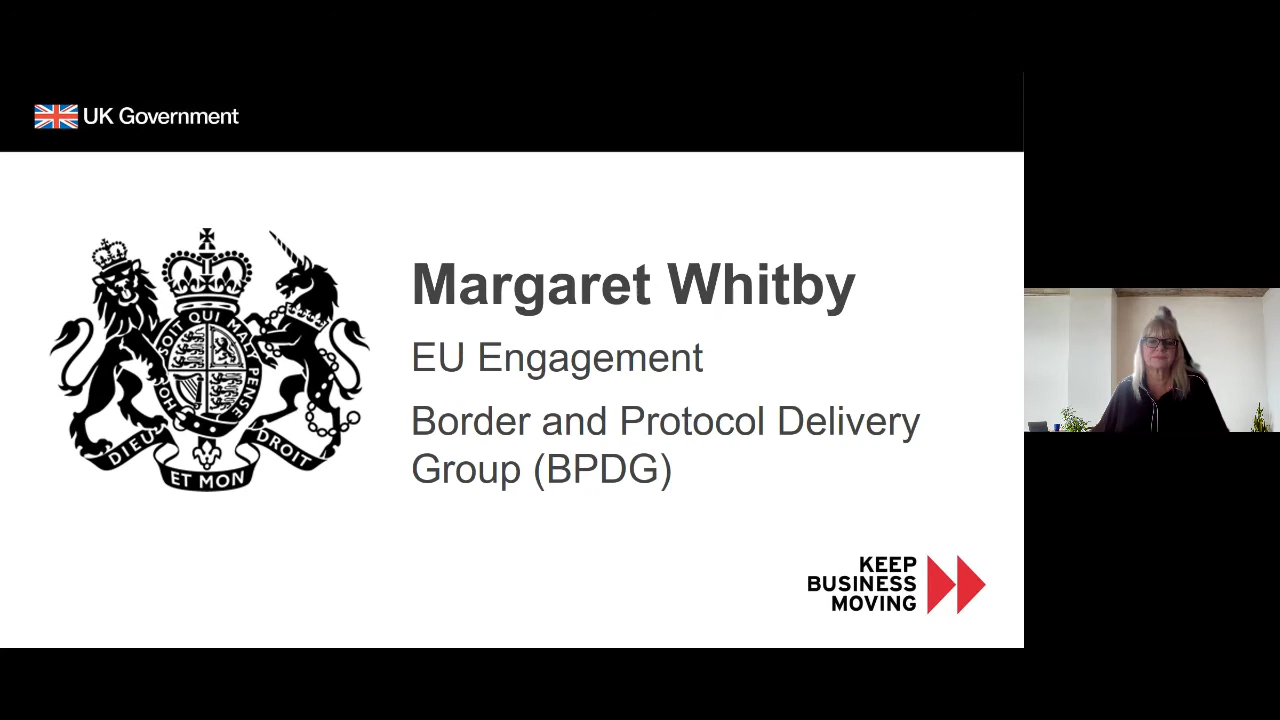 UK Government
SOIT QUI MAL Y PENSE
HON
DIEU ET MON DROIT
Margaret Whitby
EU Engagement
Border and Protocol Delivery
Group (BPDG)
KEEP
BUSINESS
MOVING